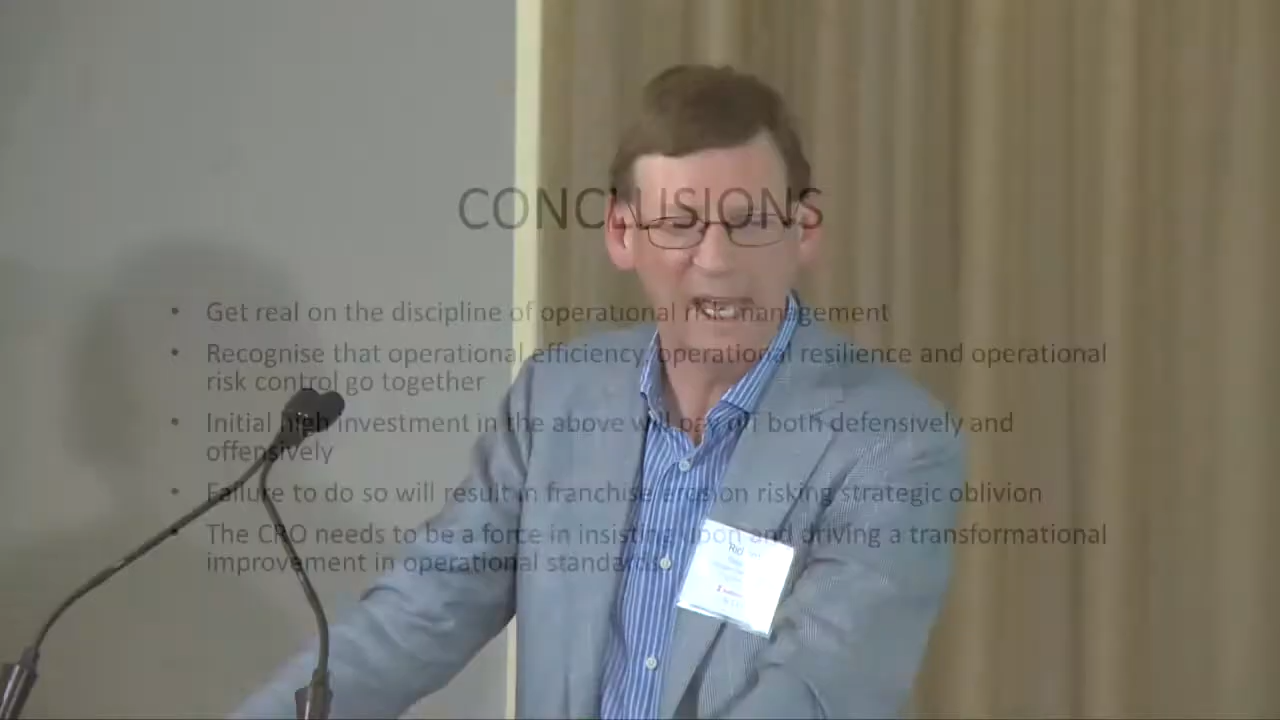 CONCLUSIONS
• Get real on the discipline of operational risk management
• Recognise that operational efficiency, operational resilience and operational
risk control go together
• Initial high investment in the above will pay off both defensively and
offensively
• Failure to do so will result in franchise erosion risking strategic oblivion
• The CRO needs to be a force in insisting upon and driving a transformational
improvement in operational standards